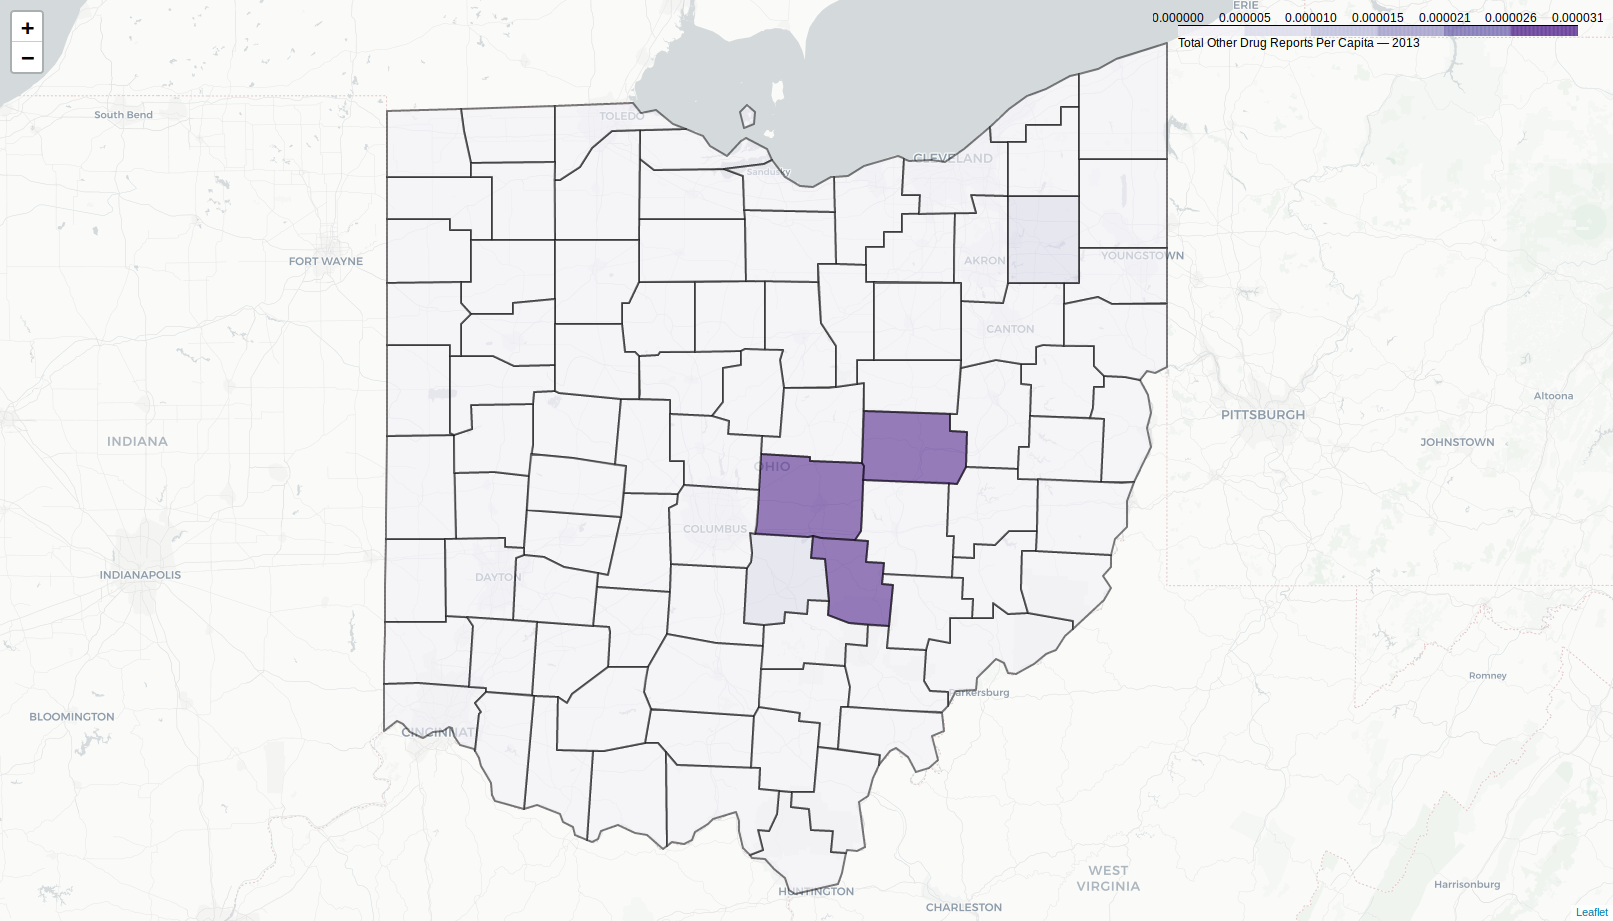 +
−
ERIE
0.000000 0.000005 0.000010 0.000015 0.000021 0.000026 0.000031
Total Other Drug Reports Per Capita — 2013
South Bend
TOLEDO
CLEVELAND
Sandusky
FORT WAYNE
AKRON
YOUNGSTOWN
CANTON
Altoona
PITTSBURGH
INDIANA
JOHNSTOWN
OHIO
COLUMBUS
INDIANAPOLIS
DAYTON
Romney
arkersburg
BLOOMINGTON
CINCINNATI
WEST
VIRGINIA
Harrisonburg
HUNTINGTON
CHARLESTON
Leaflet